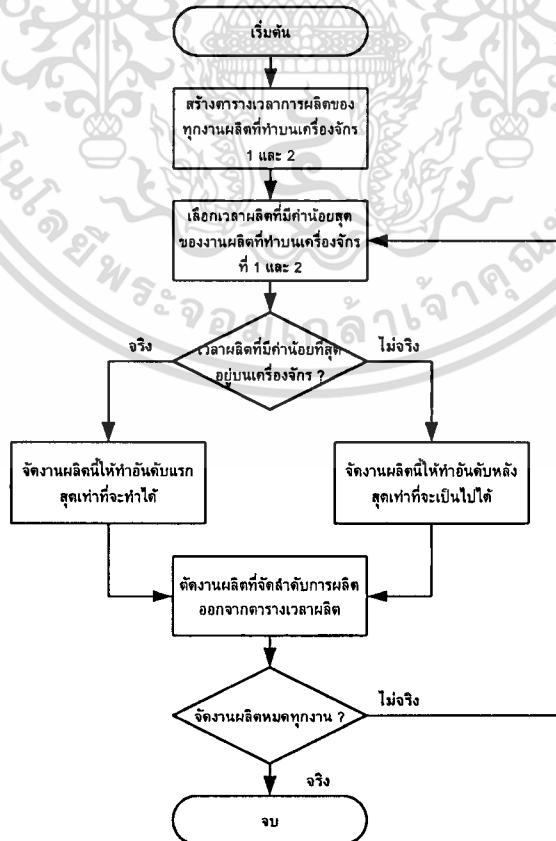 เริ่มต้น
สร้างตารางเวลาการผลิตของ
ทุกงานผลิตที่ทำบนเครื่องจักร
1 และ 2
เลือกเวลาผลิตที่มีค่าน้อยสุด
ของงานผลิตที่ทำบนเครื่องจักร
ที่ 1 และ 2
เวลาผลิตที่มีค่าน้อยที่สุด
อยู่บนเครื่องจักร ?
จริง
ไม่จริง
จัดงานผลิตนี้ให้ทำอันดับแรก
สุดเท่าที่จะทำได้
จัดงานผลิตนี้ให้ทำอันดับหลัง
สุดเท่าที่จะเป็นไปได้
ตัดงานผลิตที่จัดลำดับการผลิต
ออกจากตารางเวลาผลิต
จัดงานผลิตหมดทุกงาน ?
ไม่จริง
จริง
จบ